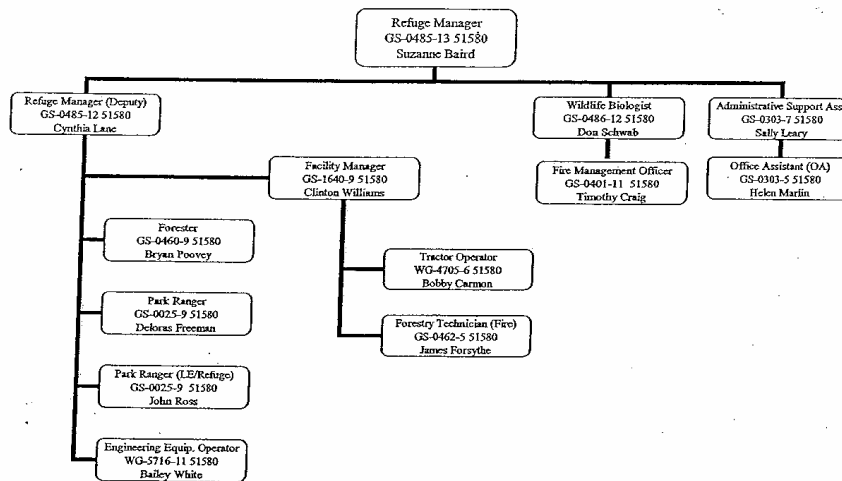 Refuge Manager
GS-0485-13 51580
Suzanne Baird
Refuge Manager (Deputy)
GS-0485-12 51580
Cynthia Lane
Wildlife Biologist
GS-0486-12 51580
Don Schwab
Administrative Support Ass
GS-0303-7 51580
Sally Leary
Facility Manager
GS-1640-9 51580
Clinton Williams
Fire Management Officer
GS-0401-11 51580
Timothy Craig
Office Assistant (OA)
GS-0303-5 51580
Helen Marlin
Forester
GS-0460-9 51580
Bryan Poovey
Tractor Operator
WG-4705-6 51580
Bobby Carmon
Park Ranger
GS-0025-9 51580
Deloras Freeman
Forestry Technician (Fire)
GS-0462-5 51580
James Forsythe
Park Ranger (LE/Refuge)
GS-0025-9 51580
John Ross
Engineering Equip. Operator
WG-5716-11 51580
Bailey White